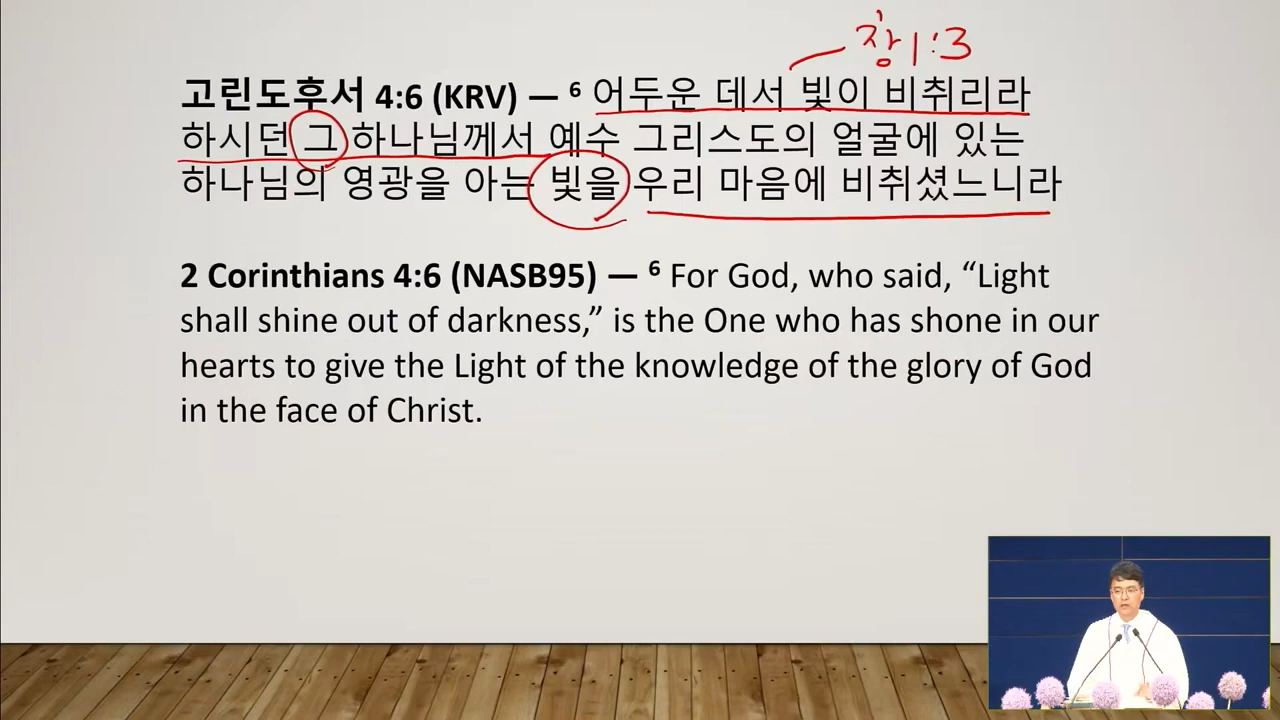 창 1:3
고린도후서 4:6 (KRV) — ⁶ 어두운 데서 빛이 비취리라
하시던 그 하나님께서 예수 그리스도의 얼굴에 있는
하나님의 영광을 아는 빛을 우리 마음에 비취셨느니라
2 Corinthians 4:6 (NASB95) — ⁶ For God, who said, “Light
shall shine out of darkness,” is the One who has shone in our
hearts to give the Light of the knowledge of the glory of God
in the face of Christ.